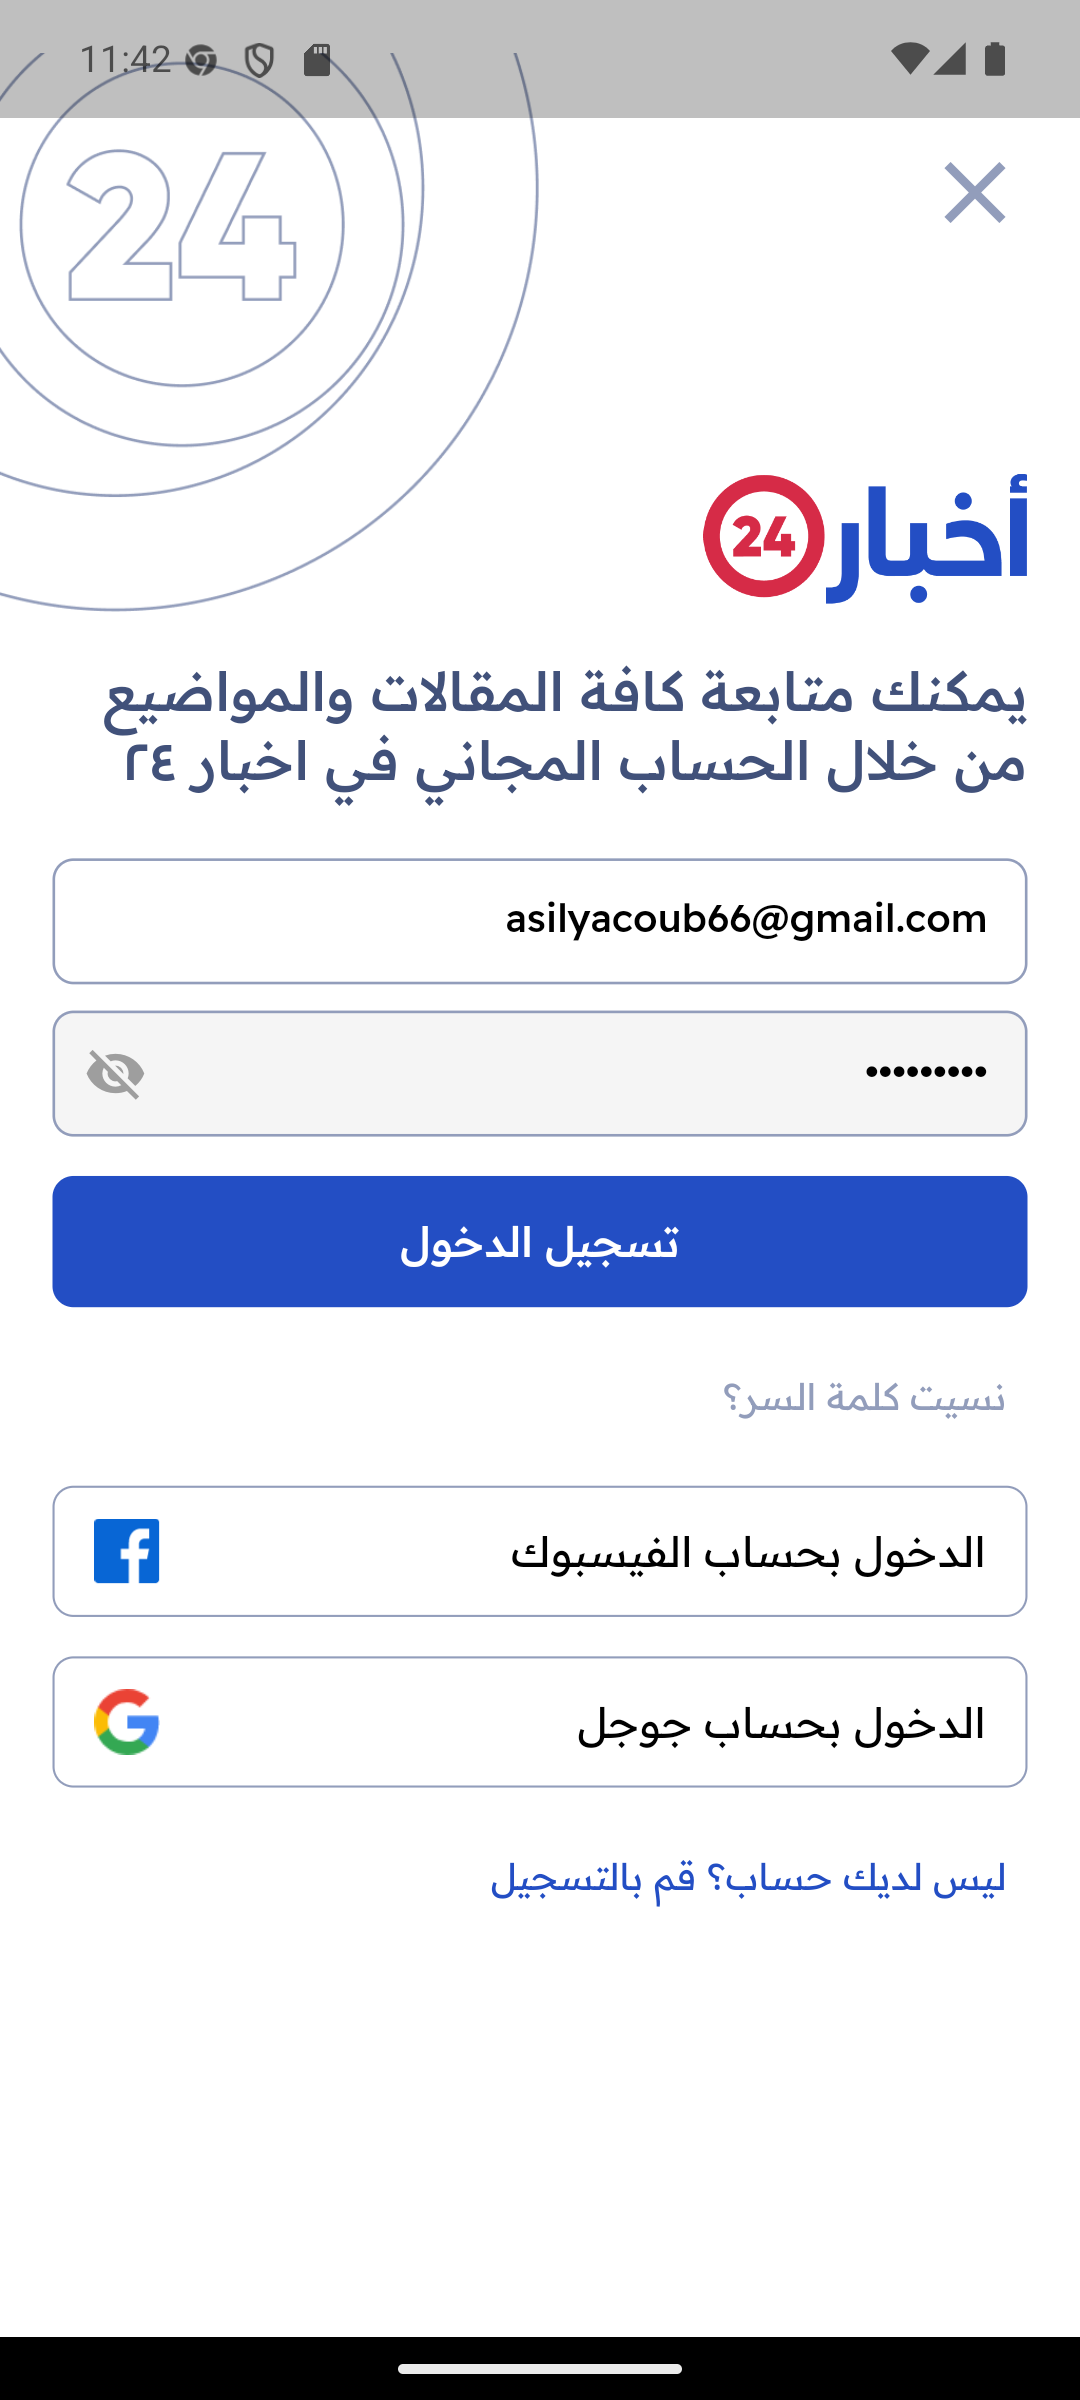 11:42
24
أخبار 24
يمكنك متابعة كافة المقالات والمواضيع
من خلال الحساب المجاني في اخبار ٢٤
asilyacoub66@gmail.com
•••••••••
تسجيل الدخول
نسيت كلمة السر؟
الدخول بحساب الفيسبوك
الدخول بحساب جوجل
ليس لديك حساب؟ قم بالتسجيل